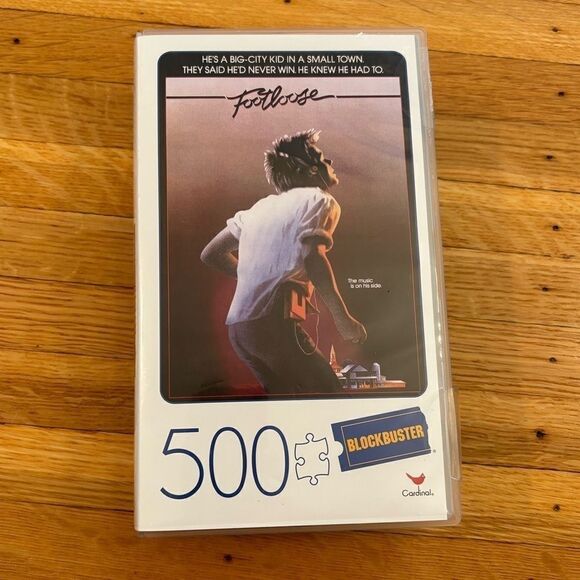 HE'S A BIG-CITY KID IN A SMALL TOWN.
THEY SAID HE'D NEVER WIN. HE KNEW HE HAD TO.
Footloose
The music
is on his side.
500
BLOCKBUSTER
Cardinal®